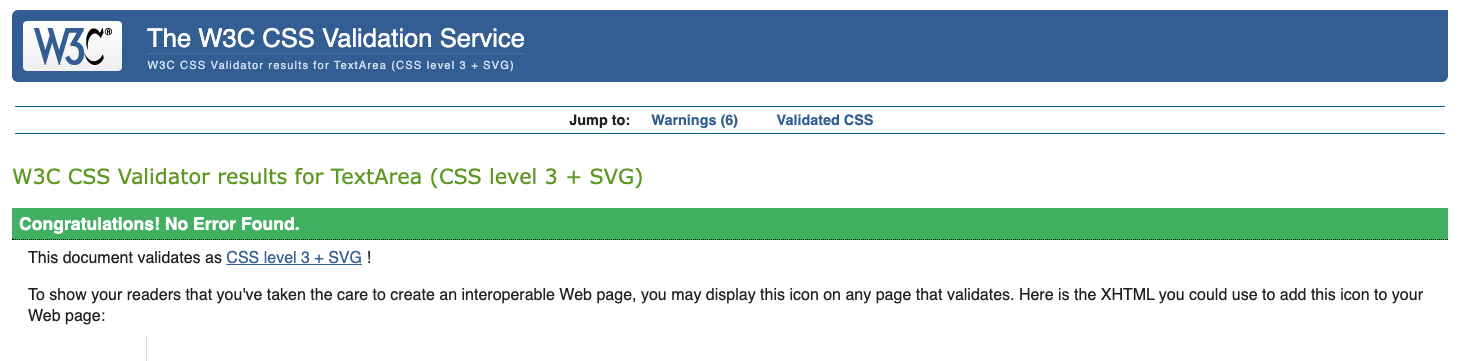 W3C®
The W3C CSS Validation Service
W3C CSS Validator results for TextArea (CSS level 3 + SVG)
Jump to: Warnings (6) Validated CSS
W3C CSS Validator results for TextArea (CSS level 3 + SVG)
Congratulations! No Error Found.
This document validates as CSS level 3 + SVG !
To show your readers that you've taken the care to create an interoperable Web page, you may display this icon on any page that validates. Here is the XHTML you could use to add this icon to your
Web page: